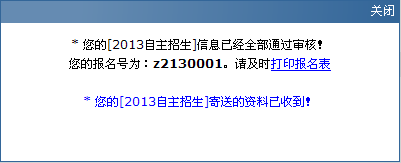 关闭
* 您的[2013自主招生]信息已经全部通过审核!
您的报名号为：z2130001。请及时打印报名表
* 您的[2013自主招生]寄送的资料已收到!